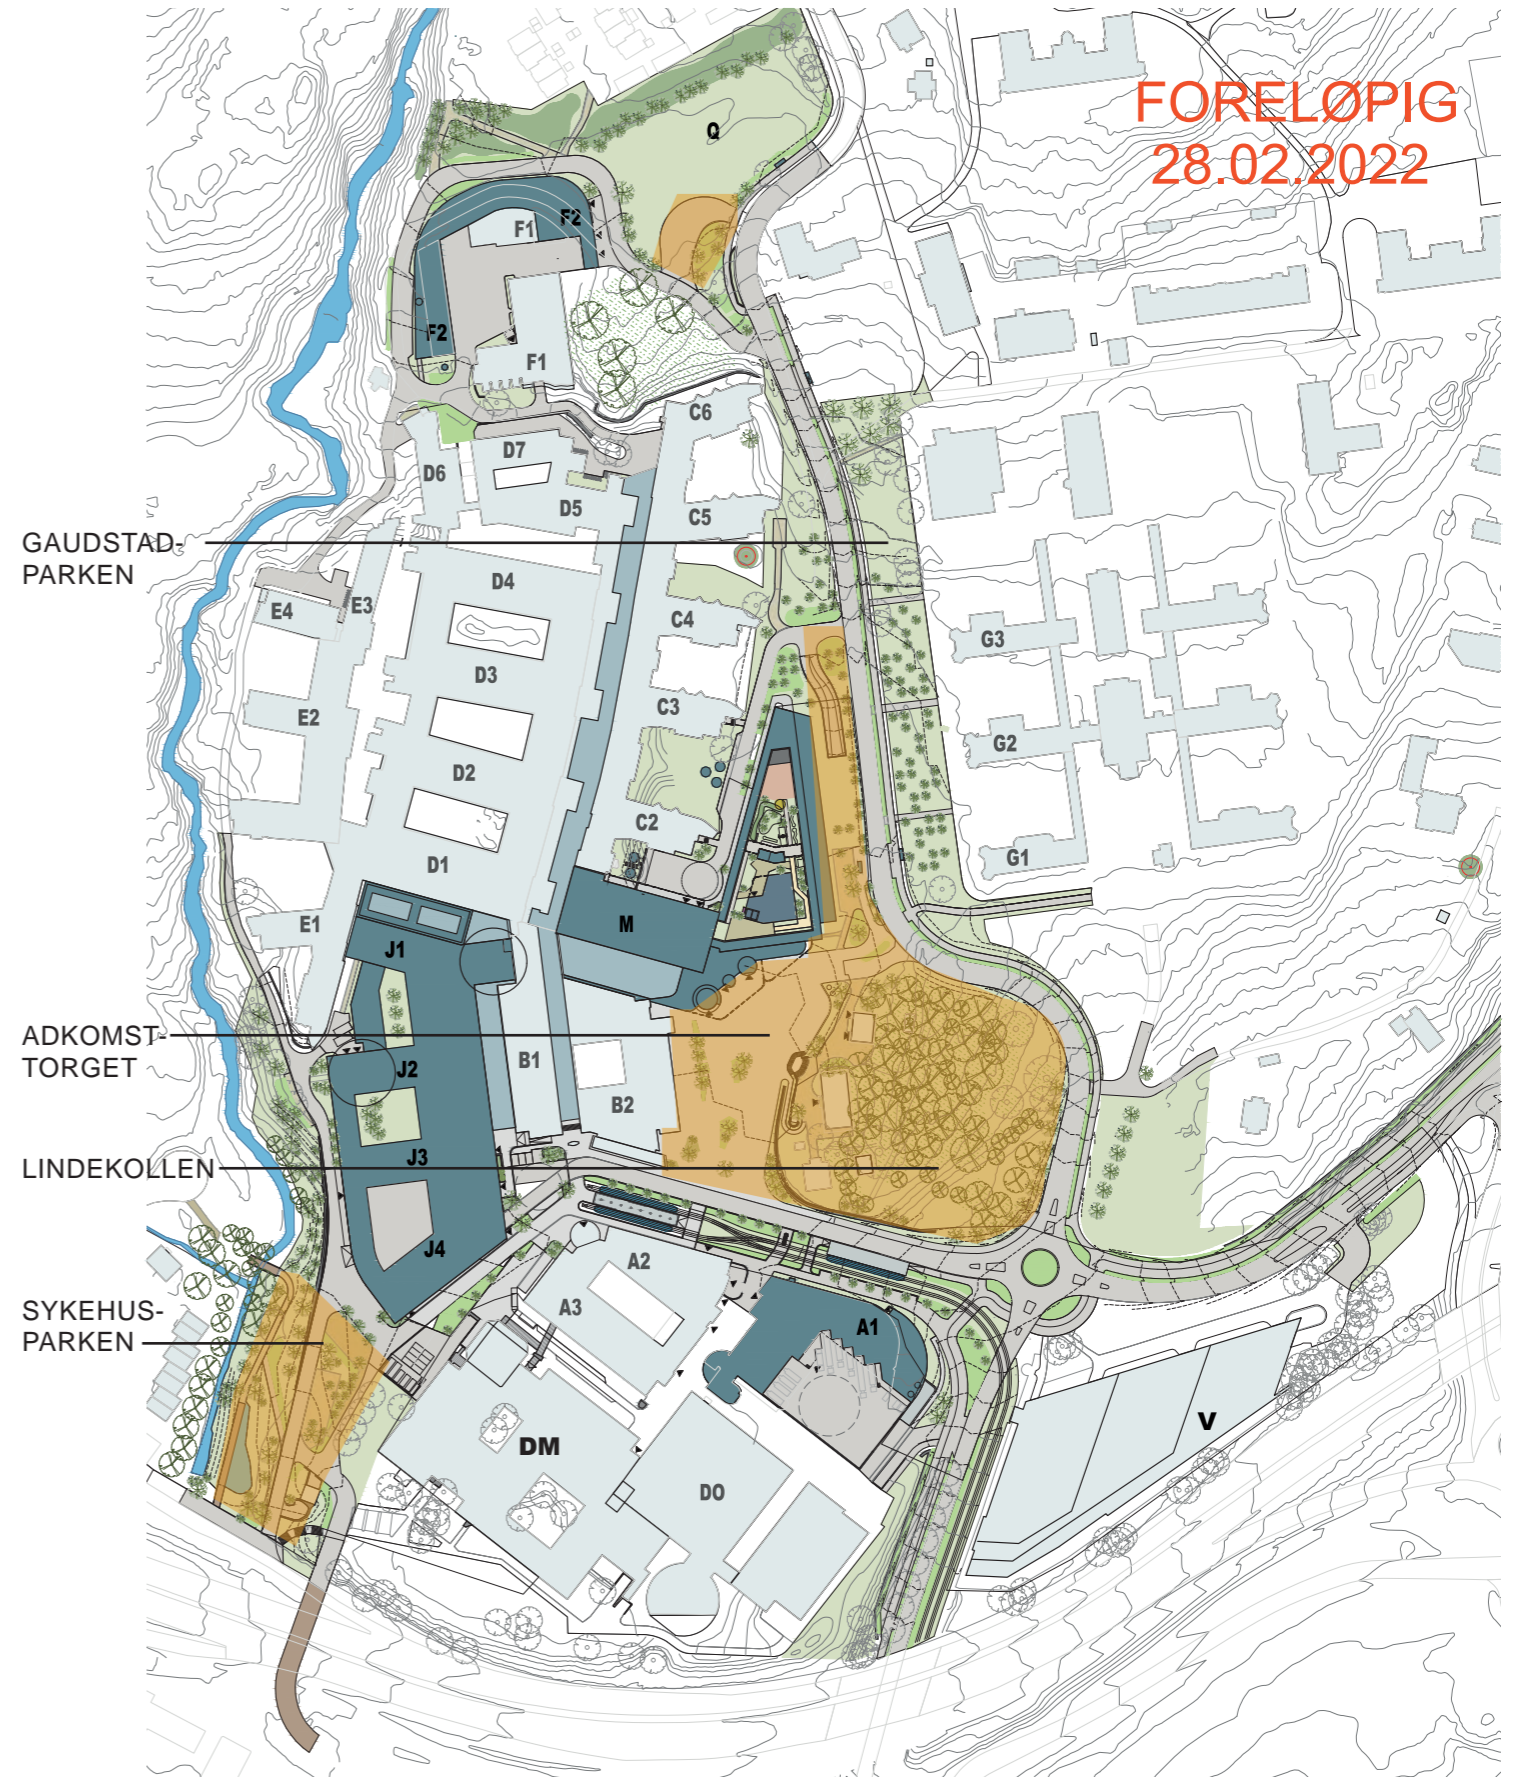 FORELØPIG
28.02.2022
Q
F1
F2
F2
F1
C6
D7
D6
D5
C5
GAUDSTAD-
PARKEN
D4
E4
E3
C4
G3
D3
E2
C3
G2
D2
C2
G1
D1
E1
M
J1
ADKOMST-
TORGET
B1
J2
B2
J3
LINDEKOLLEN
J4
A2
A3
SYKEHUS-
PARKEN
A1
V
DM
DO